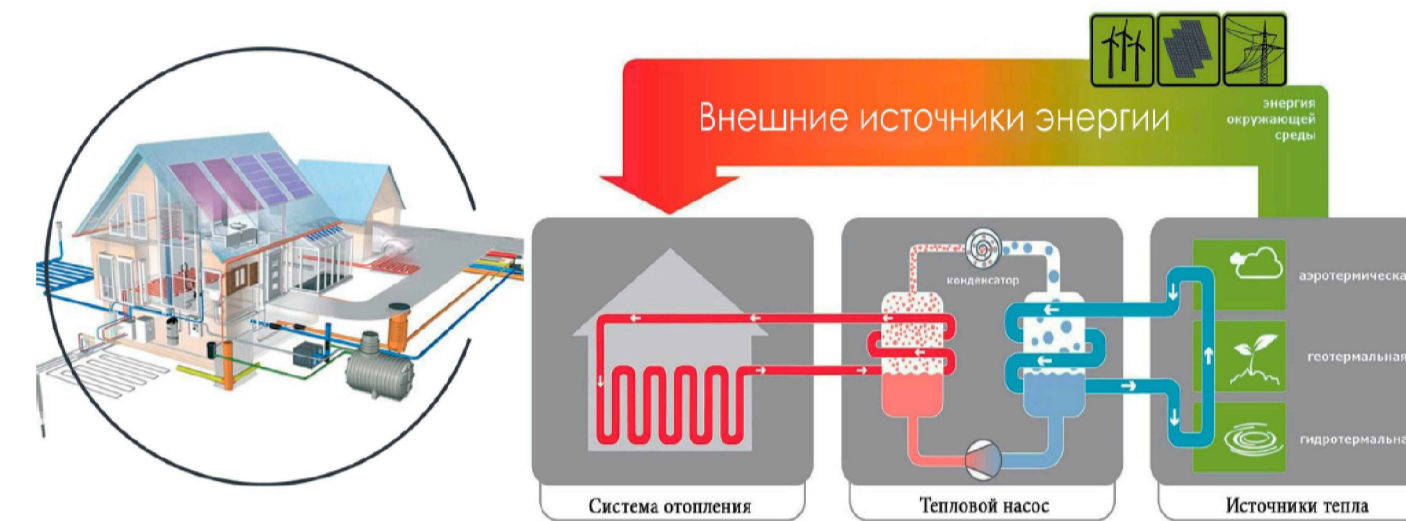 Внешние источники энергии
энергия
окружающей
среды
конденсатор
аэротермическа
геотермальная
гидротермальна
Система отопления
Тепловой насос
Источники тепла